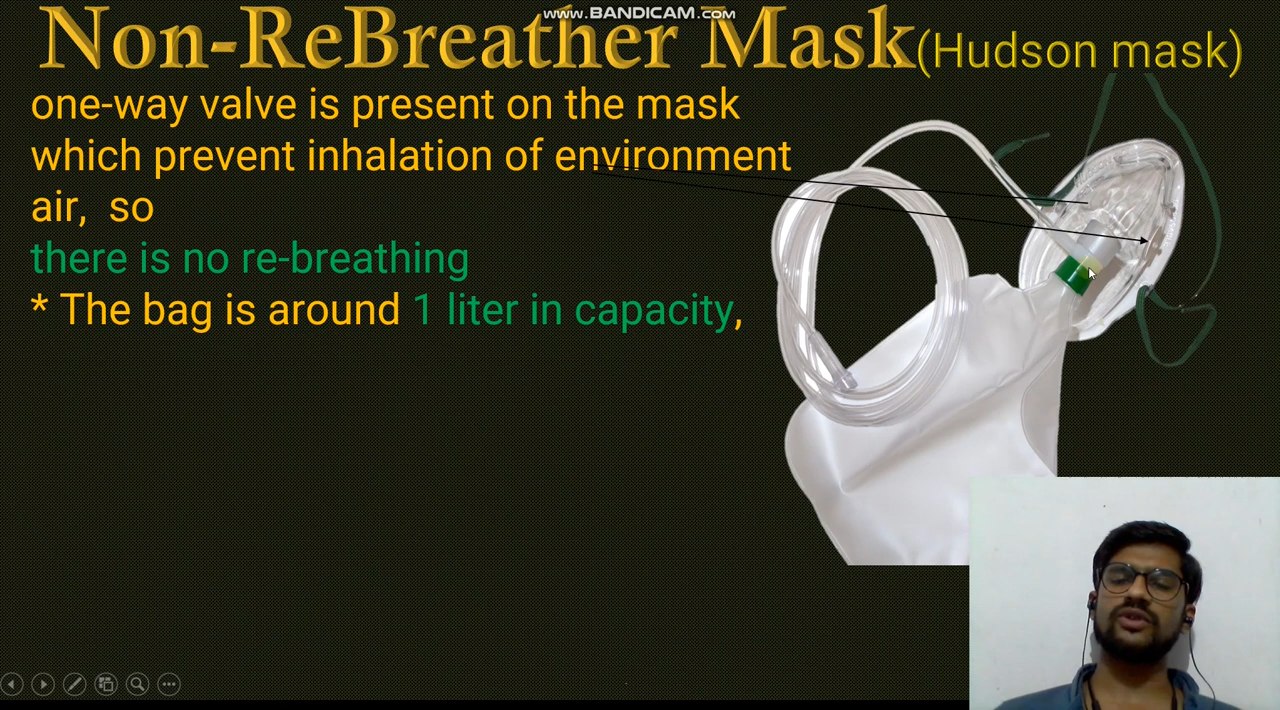 www.BANDICAM.com
Non-ReBreather Mask(Hudson mask)
one-way valve is present on the mask
which prevent inhalation of environment
air, so
there is no re-breathing
* The bag is around 1 liter in capacity,